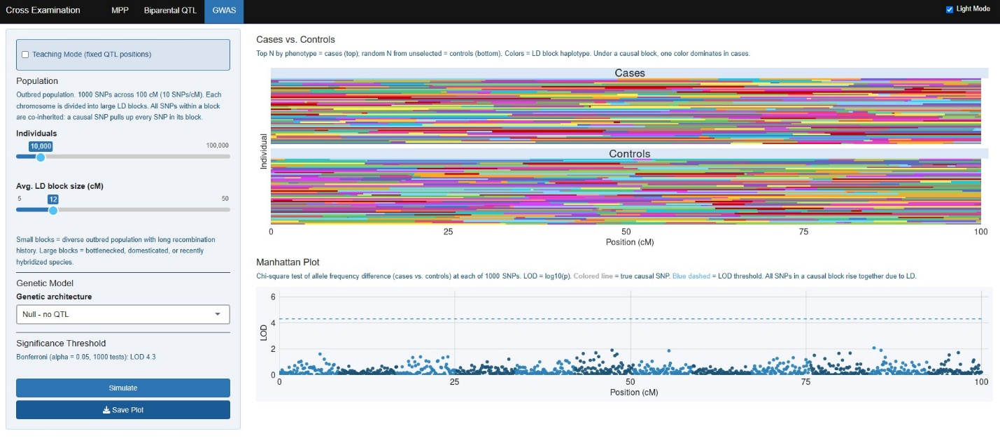 Cross Examination MPP Biparental QTL GWAS Light Mode
Teaching Mode (fixed QTL positions)
Population
Outbred population. 1000 SNPs across 100 cM (10 SNPs/cM). Each
chromosome is divided into large LD blocks. All SNPs within a block
are co-inherited: a causal SNP pulls up every SNP in its block.
Individuals
10,000 100,000
Avg. LD block size (cM)
5 12 50
Small blocks = diverse outbred population with long recombination
history. Large blocks = bottlenecked, domesticated, or recently
hybridized species.
Genetic Model
Genetic architecture
Null - no QTL
Significance Threshold
Bonferroni (alpha = 0.05, 1000 tests): LOD 4.3
Simulate
Save Plot
Cases vs. Controls
Top N by phenotype = cases (top); random N from unselected = controls (bottom). Colors = LD block haplotype. Under a causal block, one color dominates in cases.
Cases
Individual
Controls
0 25 50 75 100
Position (cM)
Manhattan Plot
Chi-square test of allele frequency difference (cases vs. controls) at each of 1000 SNPs. LOD = log10(p). Colored line = true causal SNP. Blue dashed = LOD threshold. All SNPs in a causal block rise together due to LD.
6
4
LOD
2
0
0 25 50 75 100
Position (cM)